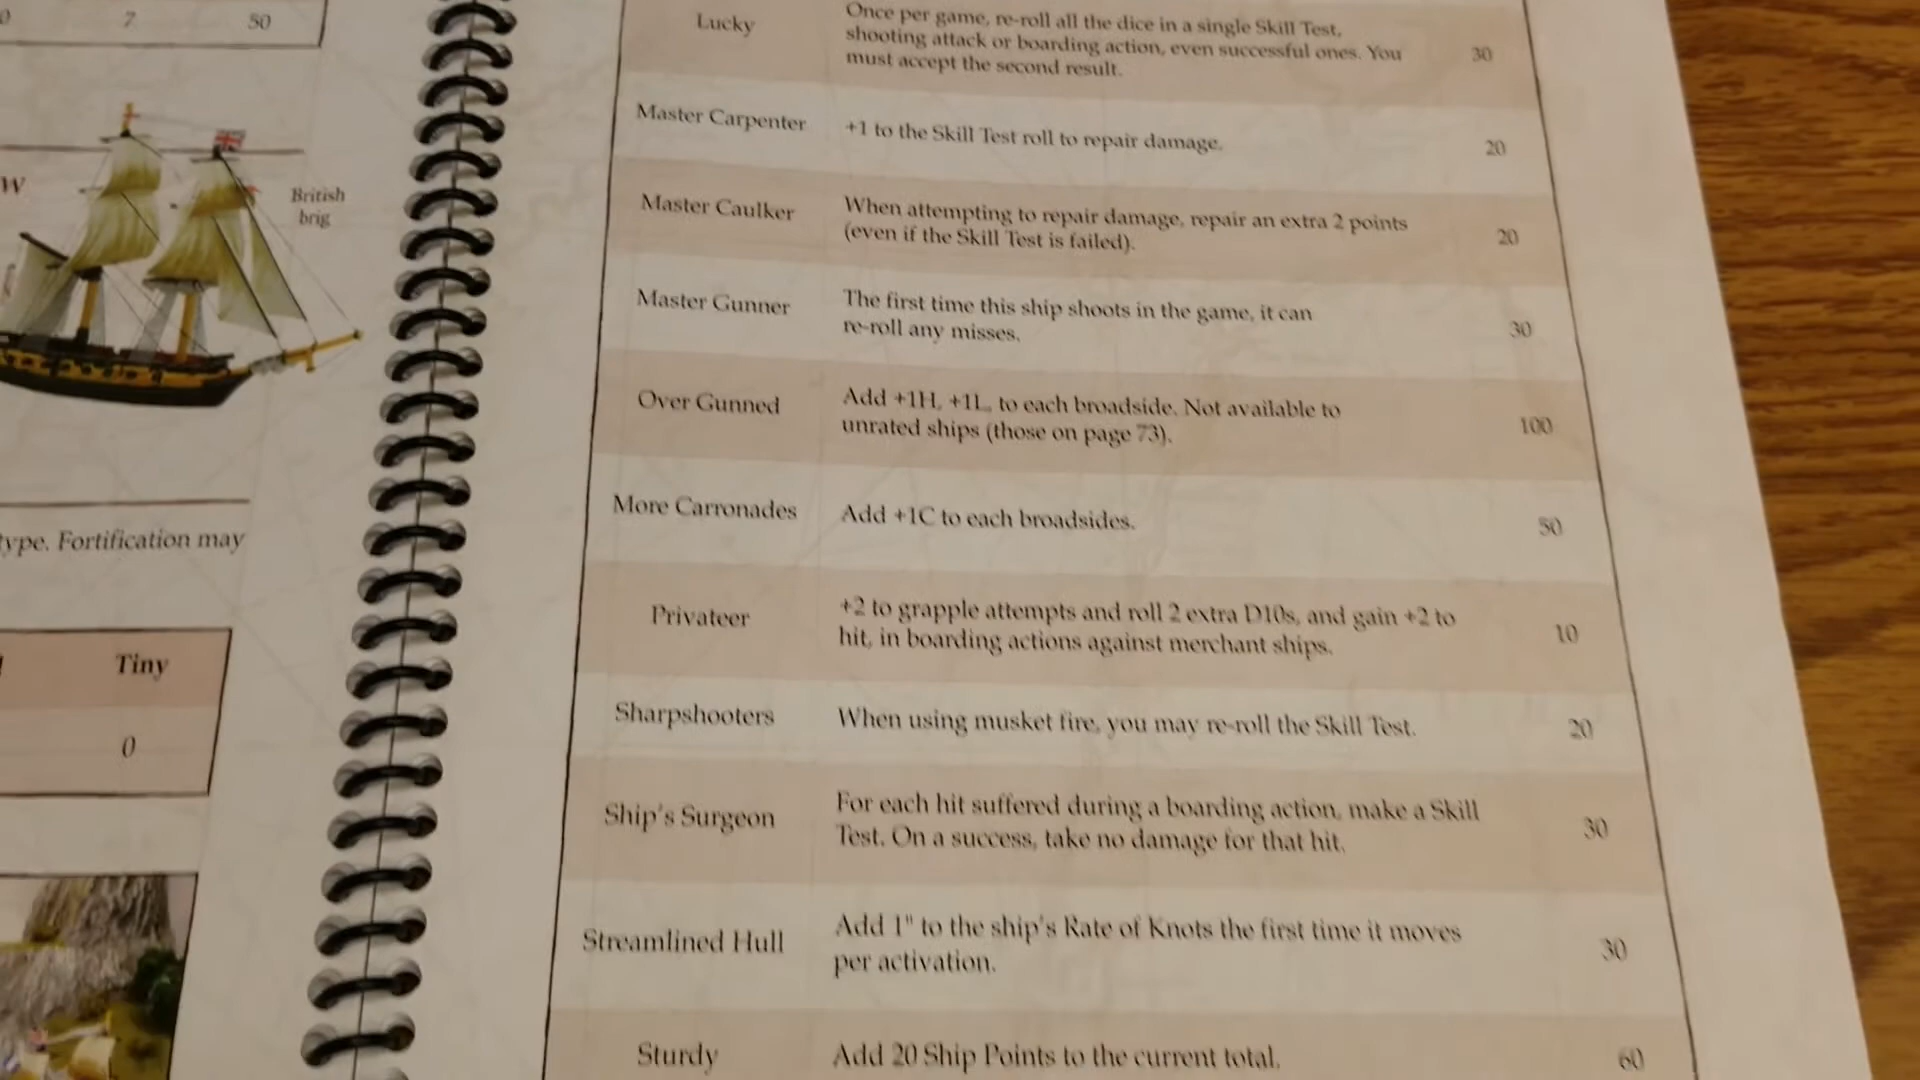 7 50
British
brig
ype. Fortification may
Tiny
0
Lucky
Once per game, re-roll all the dice in a single Skill Test,
shooting attack or boarding action, even successful ones. You
must accept the second result.
30
Master Carpenter
+1 to the Skill Test roll to repair damage.
20
Master Caulker
When attempting to repair damage, repair an extra 2 points
(even if the Skill Test is failed).
20
Master Gunner
The first time this ship shoots in the game, it can
re-roll any misses.
30
Over Gunned
Add +1H, +1L, to each broadside. Not available to
unrated ships (those on page 73).
100
More Carronades
Add +1C to each broadsides.
50
Privateer
+2 to grapple attempts and roll 2 extra D10s, and gain +2 to
hit, in boarding actions against merchant ships.
10
Sharpshooters
When using musket fire, you may re-roll the Skill Test.
20
Ship's Surgeon
For each hit suffered during a boarding action, make a Skill
Test. On a success, take no damage for that hit.
30
Streamlined Hull
Add 1" to the ship's Rate of Knots the first time it moves
per activation.
30
Sturdy
Add 20 Ship Points to the current total.
60